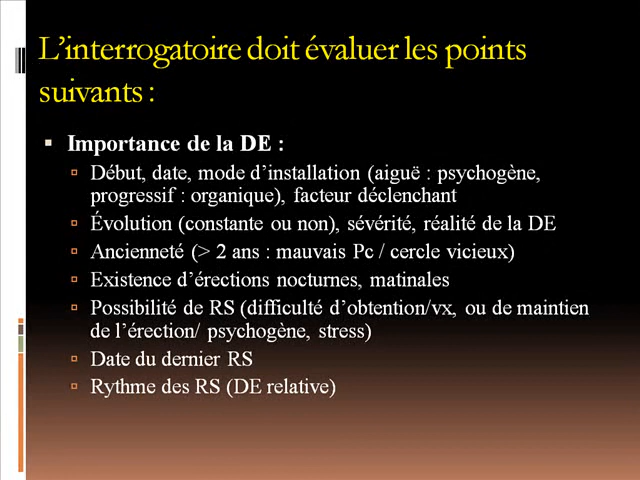 L'interrogatoire doit évaluer les points
suivants :
Importance de la DE :
Début, date, mode d'installation (aiguë : psychogène,
progressif : organique), facteur déclenchant
Évolution (constante ou non), sévérité, réalité de la DE
Ancienneté (> 2 ans : mauvais Pc / cercle vicieux)
Existence d'érections nocturnes, matinales
Possibilité de RS (difficulté d'obtention/vx, ou de maintien
de l'érection/ psychogène, stress)
Date du dernier RS
Rythme des RS (DE relative)